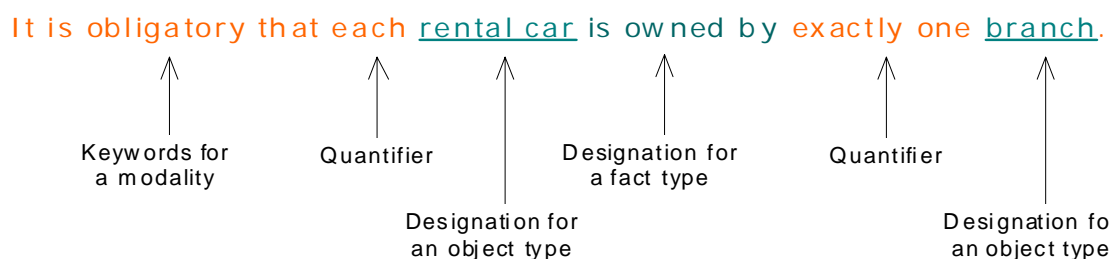 It is obligatory that each rental car is owned by exactly one branch.
Keywords for Quantifier Designation for Quantifier
a modality a fact type
Designation for Designation fo
an object type an object type